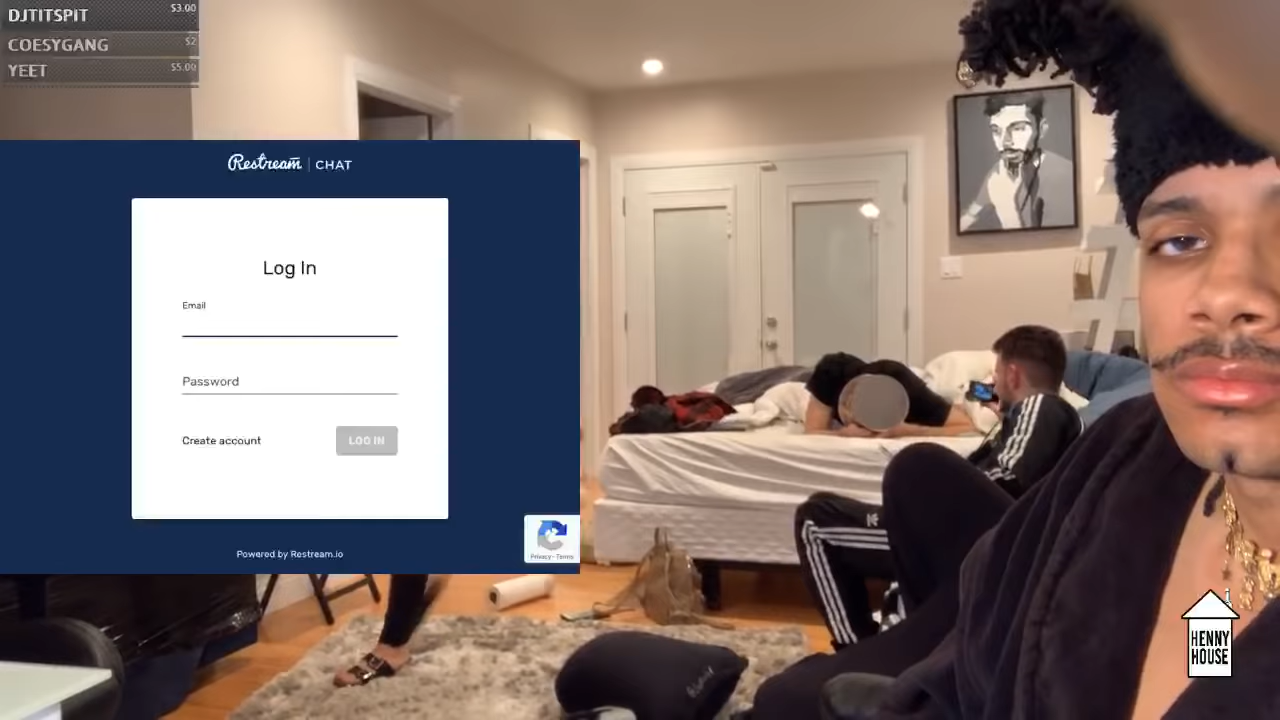 DJTITSPIT $3.00
COESYGANG $2
YEET $5.00
Restream | CHAT
Log In
Email
Password
Create account LOG IN
Privacy - Terms
Powered by Restream.io
HENNY
HOUSE